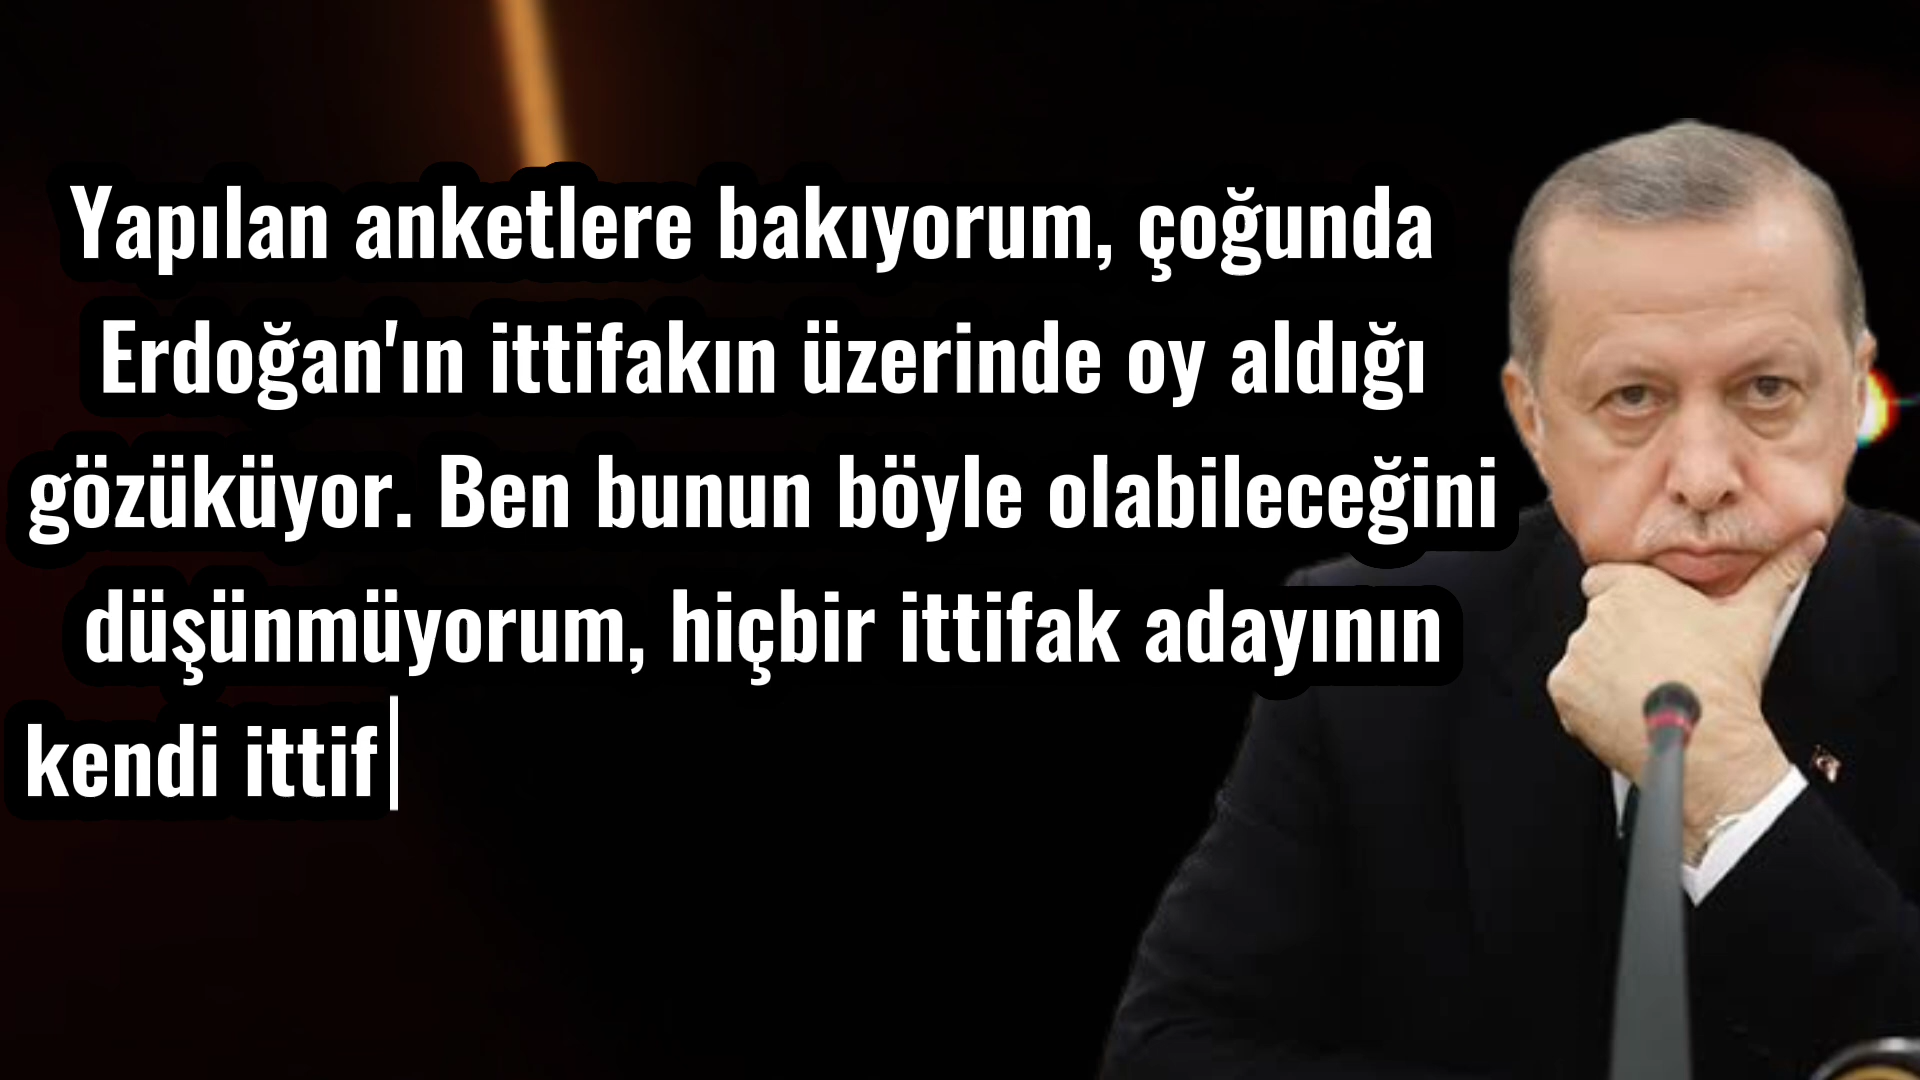 Yapılan anketlere bakıyorum, çoğunda
Erdoğan'ın ittifakın üzerinde oy aldığı
gözüküyor. Ben bunun böyle olabileceğini
düşünmüyorum, hiçbir ittifak adayının
kendi ittif